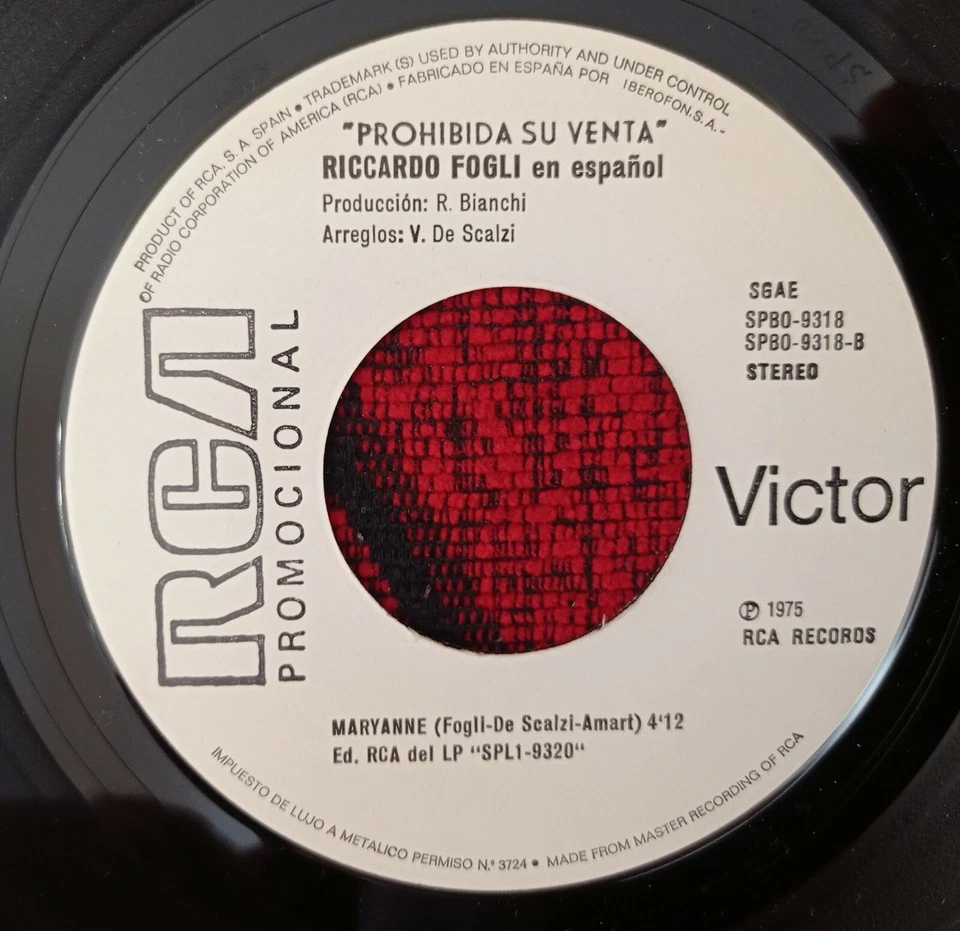 PRODUCT OF RCA, S. A. SPAIN • TRADEMARK (S) USED BY AUTHORITY AND UNDER CONTROL
OF RADIO CORPORATION OF AMERICA (RCA) • FABRICADO EN ESPAÑA POR IBEROFON, S. A. -
"PROHIBIDA SU VENTA"
RICCARDO FOGLI en español
Producción: R. Bianchi
Arreglos: V. De Scalzi
SGAE
SPBO-9318
SPBO-9318-B
STEREO
RCA
PROMOCIONAL
Victor
℗ 1975
RCA RECORDS
MARYANNE (Fogli-De Scalzi-Amart) 4'12
Ed. RCA del LP "SPL1-9320"
IMPUESTO DE LUJO A METALICO PERMISO N.º 3724 • MADE FROM MASTER RECORDING OF RCA